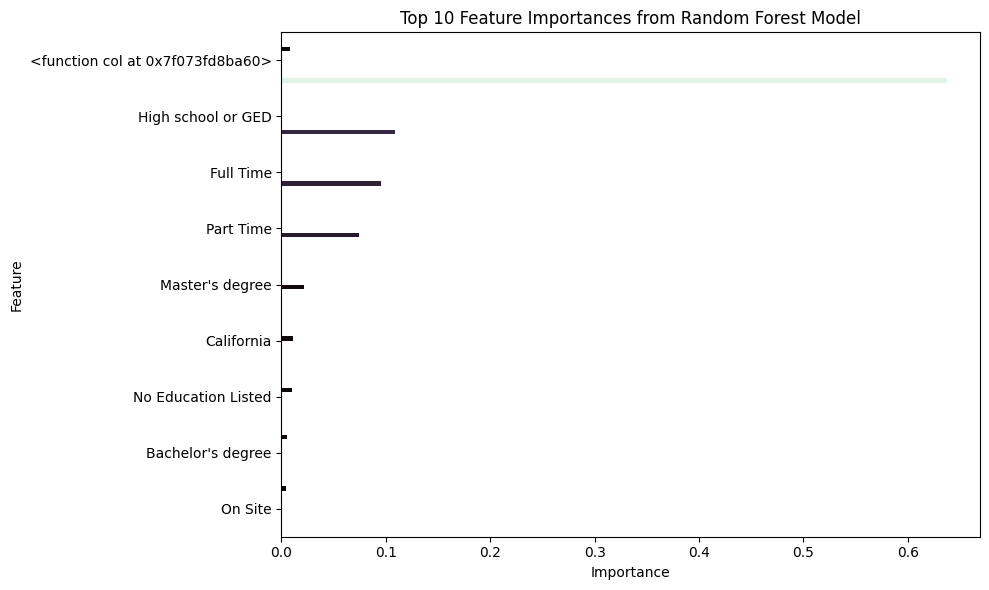 Top 10 Feature Importances from Random Forest Model
<function col at 0x7f073fd8ba60>
High school or GED
Full Time
Part Time
Master's degree
California
No Education Listed
Bachelor's degree
On Site
Feature
0.0 0.1 0.2 0.3 0.4 0.5 0.6
Importance